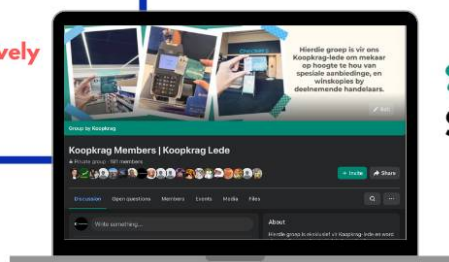 vely
Hierdie groep is vir ons
Koopkrag-lede om mekaar
op hoogte te hou van
spesiale aanbiedinge, en
winskopies by
deelnemende handelaars.
Edit
Group by Koopkrag
Koopkrag Members | Koopkrag Lede
Private group · 181 members
+ Invite
Share
Discussion
Open questions
Members
Events
Media
Files
Write something...
About
Hierdie groep is eksklusief vir Koopkrag-lede en word